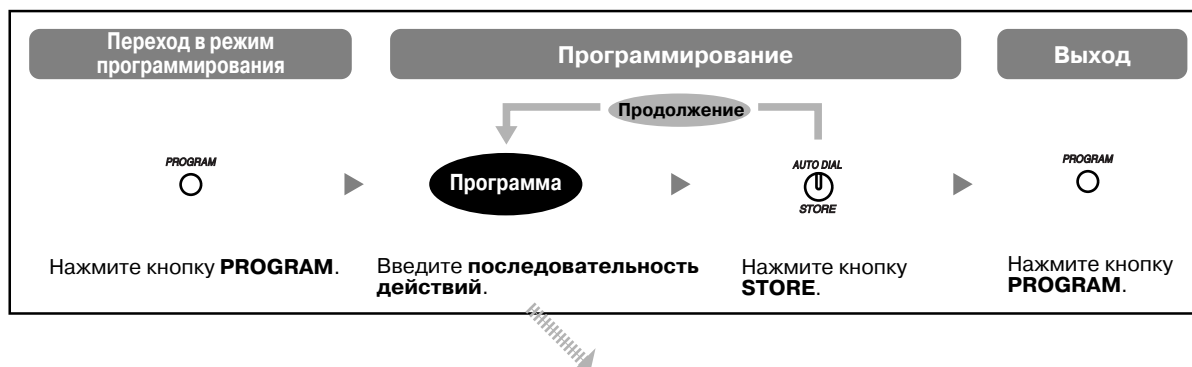 Переход в режим
программирования
Программирование
Выход
Продолжение
PROGRAM
Программа
AUTO DIAL
STORE
PROGRAM
Нажмите кнопку PROGRAM.
Введите последовательность
действий.
Нажмите кнопку
STORE.
Нажмите кнопку
PROGRAM.